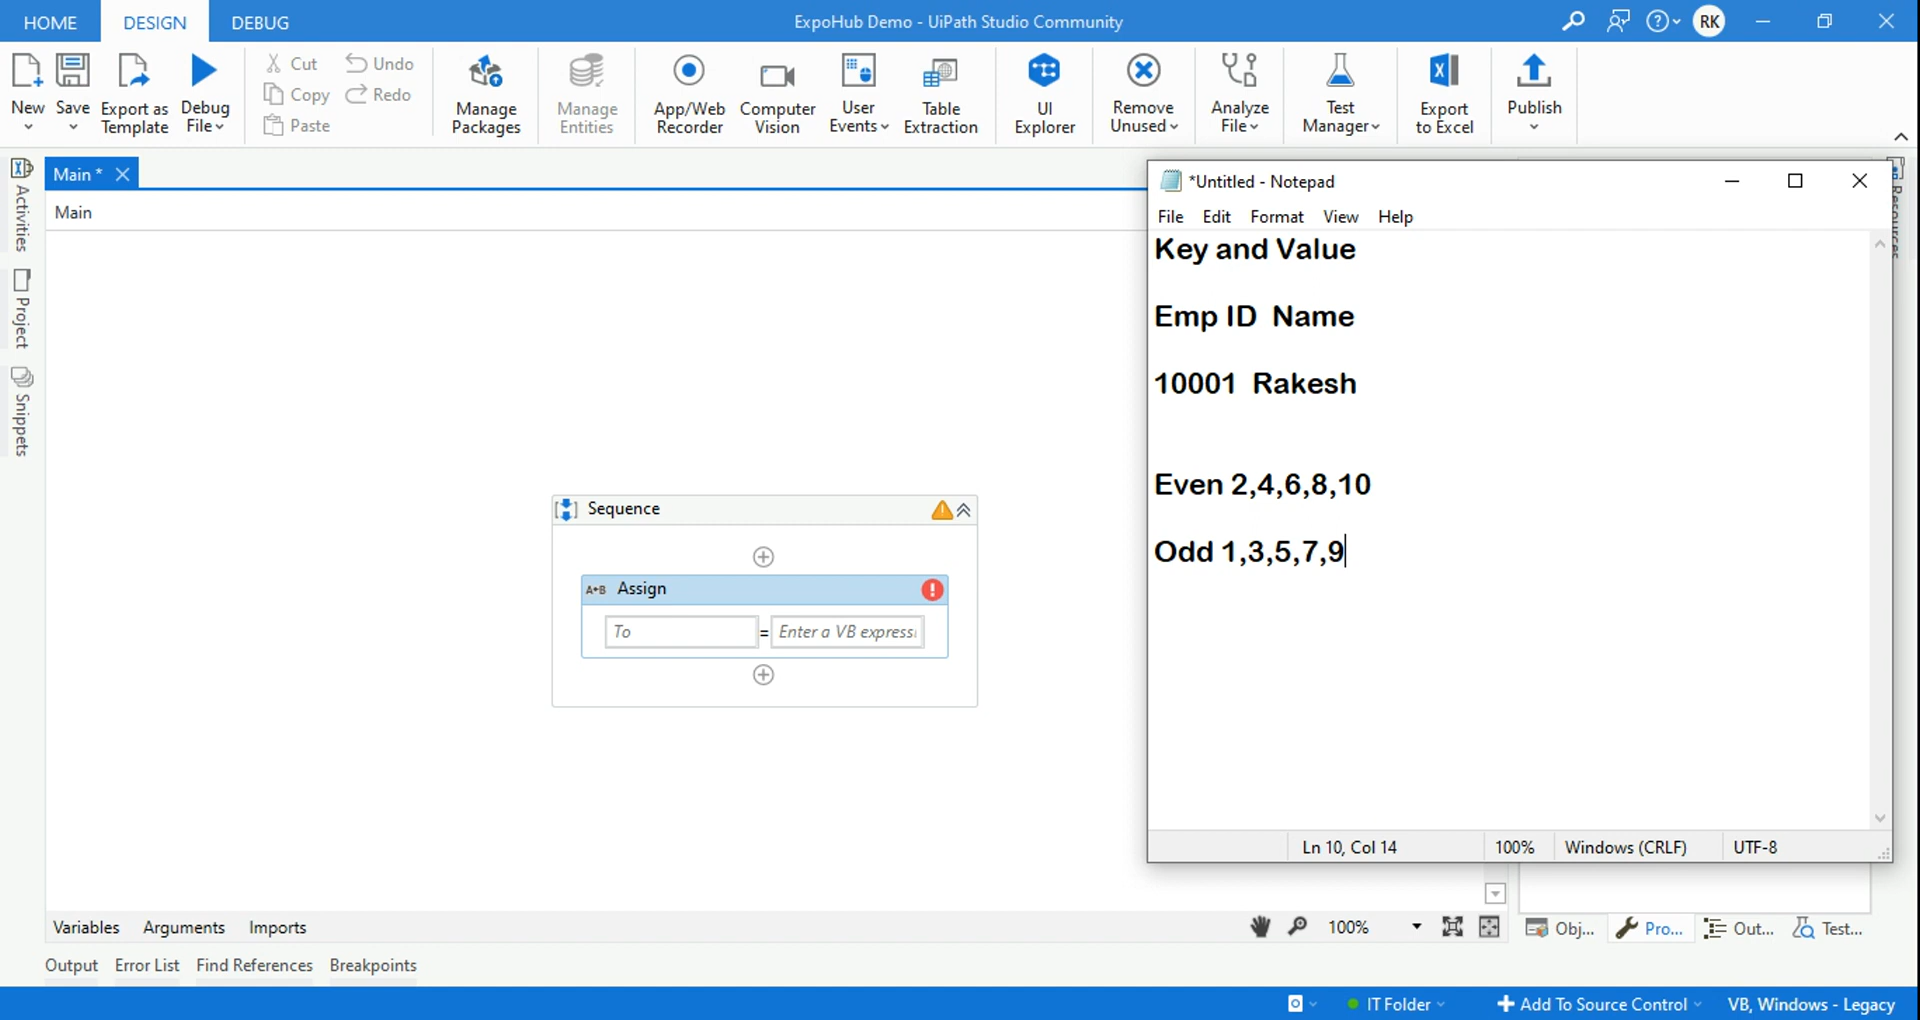 HOME DESIGN DEBUG ExpoHub Demo - UiPath Studio Community RK
New Save Export as Template Debug File
Cut Undo
Copy Redo
Paste
Manage Packages Manage Entities App/Web Recorder Computer Vision User Events Table Extraction UI Explorer Remove Unused Analyze File Test Manager Export to Excel Publish
Main *
Main
Activities
Project
Snippets
Resources
Sequence
A+B Assign
To = Enter a VB express
*Untitled - Notepad
File Edit Format View Help
Key and Value
Emp ID Name
10001 Rakesh
Even 2,4,6,8,10
Odd 1,3,5,7,9
Ln 10, Col 14 100% Windows (CRLF) UTF-8
Variables Arguments Imports 100% Obj... Pro... Out... Test...
Output Error List Find References Breakpoints
IT Folder Add To Source Control VB, Windows - Legacy